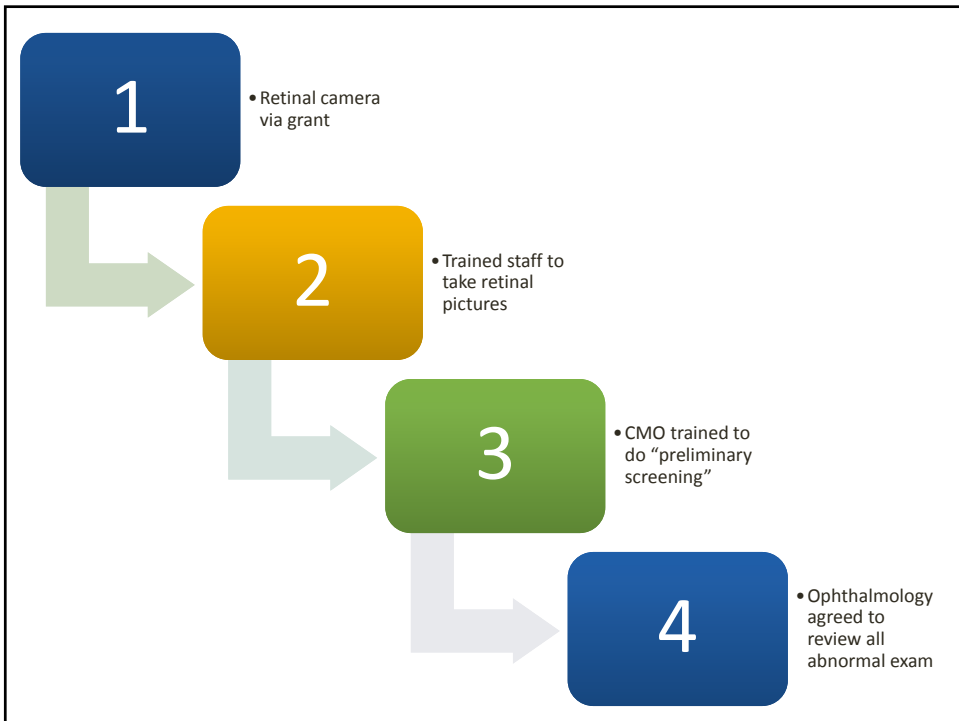 1
• Retinal camera
via grant
2
• Trained staff to
take retinal
pictures
3
• CMO trained to
do “preliminary
screening”
4
• Ophthalmology
agreed to
review all
abnormal exam